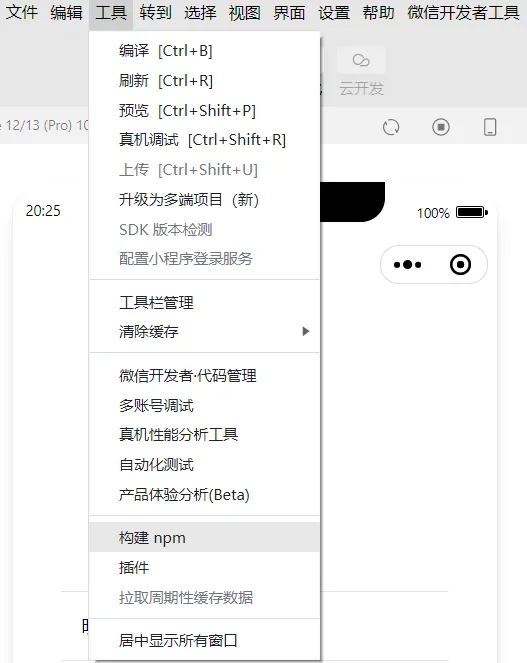 文件 编辑 工具 转到 选择 视图 界面 设置 帮助 微信开发者工具
编译 [Ctrl+B]
刷新 [Ctrl+R]
预览 [Ctrl+Shift+P]
真机调试 [Ctrl+Shift+R]
上传 [Ctrl+Shift+U]
升级为多端项目（新）
SDK 版本检测
配置小程序登录服务
工具栏管理
清除缓存
微信开发者·代码管理
多账号调试
真机性能分析工具
自动化测试
产品体验分析(Beta)
构建 npm
插件
拉取周期性缓存数据
居中显示所有窗口
云开发
12/13 (Pro) 10
20:25
100%